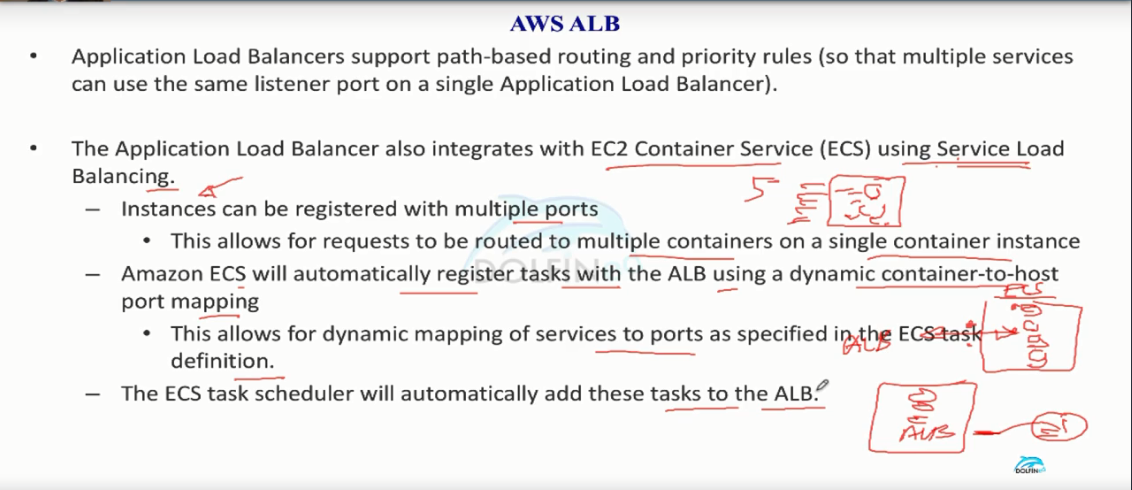 AWS ALB
• Application Load Balancers support path-based routing and priority rules (so that multiple services
can use the same listener port on a single Application Load Balancer).
• The Application Load Balancer also integrates with EC2 Container Service (ECS) using Service Load
Balancing.
5
– Instances can be registered with multiple ports
• This allows for requests to be routed to multiple containers on a single container instance
– Amazon ECS will automatically register tasks with the ALB using a dynamic container-to-host
port mapping
ECS
• This allows for dynamic mapping of services to ports as specified in the ECS task
ALB
definition.
– The ECS task scheduler will automatically add these tasks to the ALB.
ALB
DOLFIN